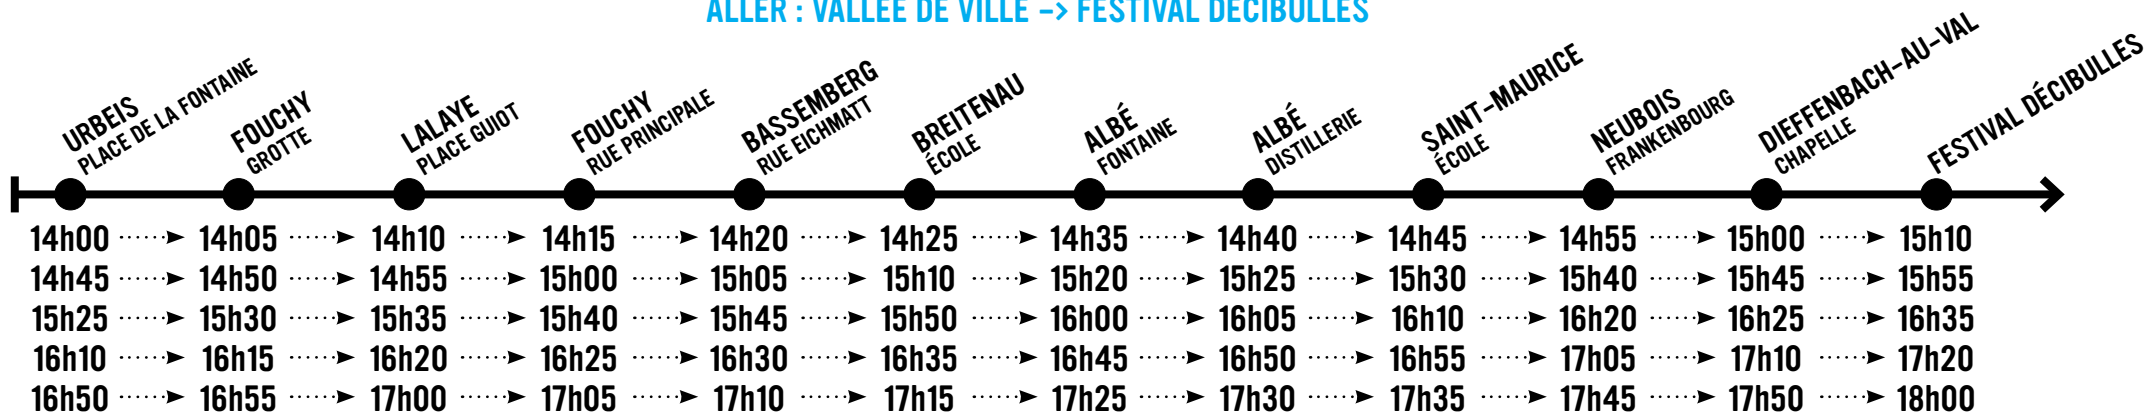 ALLER : VALLÉE DE VILLÉ -> FESTIVAL DÉCIBULLES
URBEIS
PLACE DE LA FONTAINE
FOUCHY
GROTTE
LALAYE
PLACE GUIOT
FOUCHY
RUE PRINCIPALE
BASSEMBERG
RUE EICHMATT
BREITENAU
ÉCOLE
ALBÉ
FONTAINE
ALBÉ
DISTILLERIE
SAINT-MAURICE
ÉCOLE
NEUBOIS
FRANKENBOURG
DIEFFENBACH-AU-VAL
CHAPELLE
FESTIVAL DÉCIBULLES
14h00 14h05 14h10 14h15 14h20 14h25 14h35 14h40 14h45 14h55 15h00 15h10
14h45 14h50 14h55 15h00 15h05 15h10 15h20 15h25 15h30 15h40 15h45 15h55
15h25 15h30 15h35 15h40 15h45 15h50 16h00 16h05 16h10 16h20 16h25 16h35
16h10 16h15 16h20 16h25 16h30 16h35 16h45 16h50 16h55 17h05 17h10 17h20
16h50 16h55 17h00 17h05 17h10 17h15 17h25 17h30 17h35 17h45 17h50 18h00